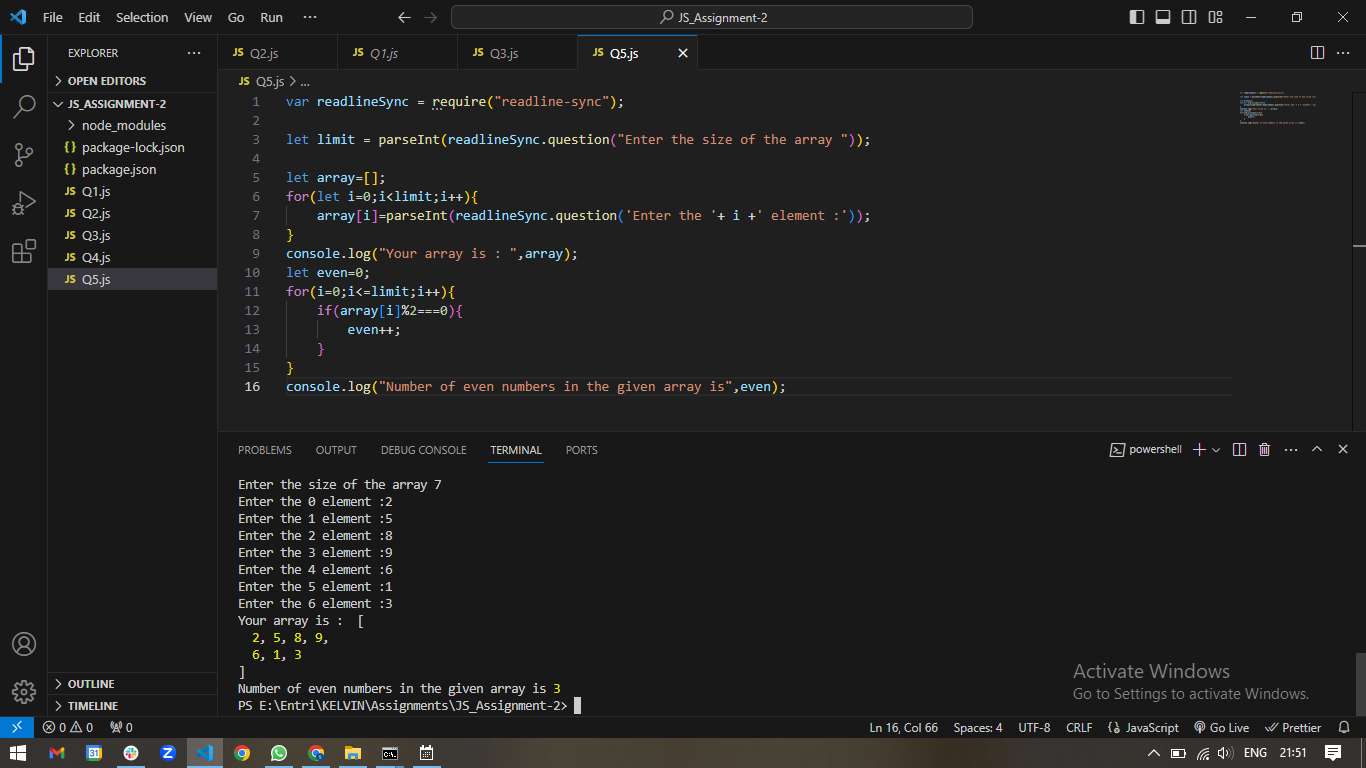 File Edit Selection View Go Run ··· JS_Assignment-2
EXPLORER ···
OPEN EDITORS
JS_ASSIGNMENT-2
node_modules
{} package-lock.json
{} package.json
JS Q1.js
JS Q2.js
JS Q3.js
JS Q4.js
JS Q5.js
OUTLINE
TIMELINE
JS Q2.js JS Q1.js JS Q3.js JS Q5.js
JS Q5.js > ...
1 var readlineSync = require("readline-sync");
2
3 let limit = parseInt(readlineSync.question("Enter the size of the array "));
4
5 let array=[];
6 for(let i=0;i<limit;i++){
7 array[i]=parseInt(readlineSync.question('Enter the '+ i +' element :'));
8 }
9 console.log("Your array is : ",array);
10 let even=0;
11 for(i=0;i<=limit;i++){
12 if(array[i]%2===0){
13 even++;
14 }
15 }
16 console.log("Number of even numbers in the given array is",even);
PROBLEMS OUTPUT DEBUG CONSOLE TERMINAL PORTS powershell
Enter the size of the array 7
Enter the 0 element :2
Enter the 1 element :5
Enter the 2 element :8
Enter the 3 element :9
Enter the 4 element :6
Enter the 5 element :1
Enter the 6 element :3
Your array is :  [
2, 5, 8, 9,
6, 1, 3
]
Number of even numbers in the given array is 3
PS E:\Entri\KELVIN\Assignments\JS_Assignment-2>
Activate Windows
Go to Settings to activate Windows.
0 0 0 Ln 16, Col 66 Spaces: 4 UTF-8 CRLF {} JavaScript Go Live Prettier
31 Z C:\ ENG 21:51